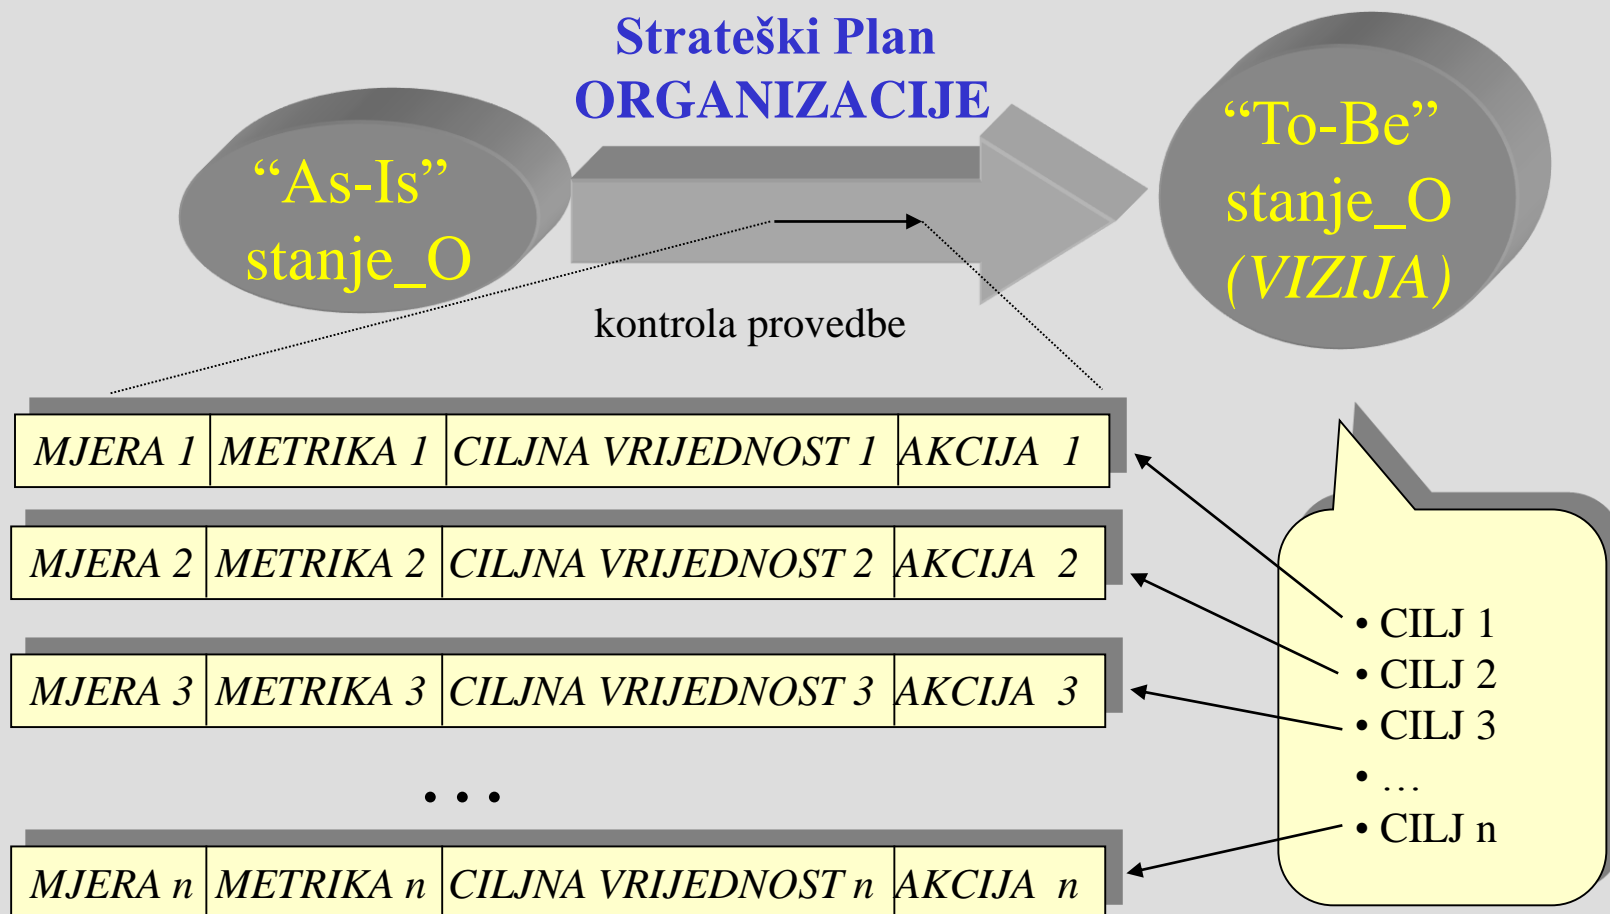 Strateški Plan
ORGANIZACIJE
“As-Is”
stanje_O
“To-Be”
stanje_O
(VIZIJA)
kontrola provedbe
MJERA 1 METRIKA 1 CILJNA VRIJEDNOST 1 AKCIJA 1
MJERA 2 METRIKA 2 CILJNA VRIJEDNOST 2 AKCIJA 2
MJERA 3 METRIKA 3 CILJNA VRIJEDNOST 3 AKCIJA 3
. . .
MJERA n METRIKA n CILJNA VRIJEDNOST n AKCIJA n
• CILJ 1
• CILJ 2
• CILJ 3
• …
• CILJ n